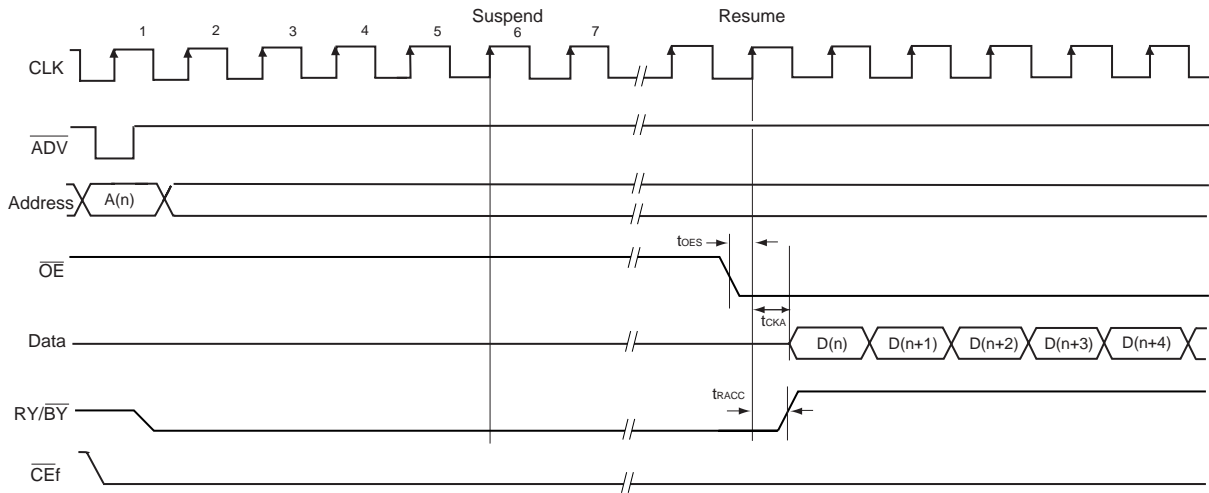 Suspend Resume
1 2 3 4 5 6 7
CLK
ADV
Address A(n)
tOES
OE
tCKA
Data D(n) D(n+1) D(n+2) D(n+3) D(n+4)
tRACC
RY/BY
CEf